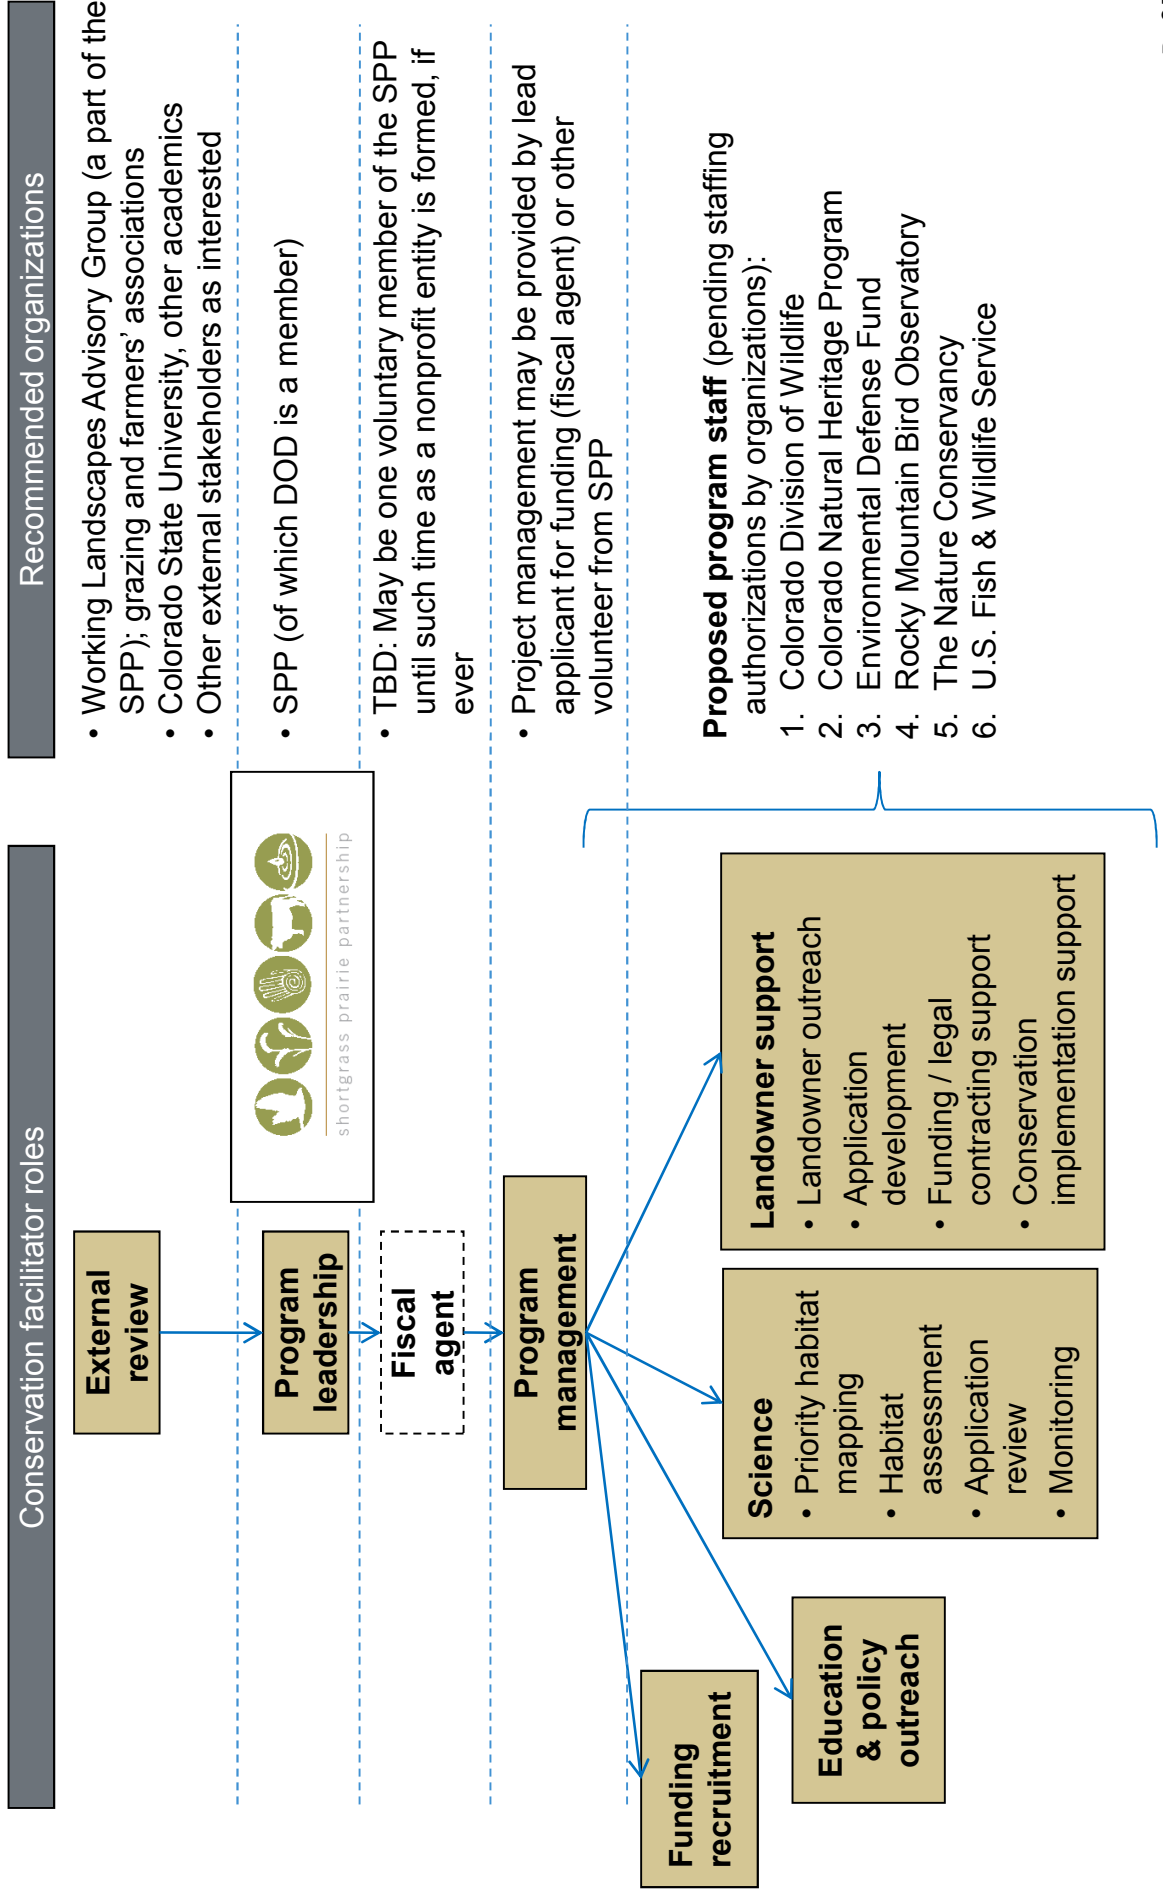 Conservation facilitator roles
Recommended organizations
External
review
• Working Landscapes Advisory Group (a part of the
SPP); grazing and farmers’ associations
• Colorado State University, other academics
• Other external stakeholders as interested
Program
leadership
shortgrass prairie partnership
• SPP (of which DOD is a member)
Fiscal
agent
• TBD: May be one voluntary member of the SPP
until such time as a nonprofit entity is formed, if
ever
Program
management
• Project management may be provided by lead
applicant for funding (fiscal agent) or other
volunteer from SPP
Funding
recruitment
Education
& policy
outreach
Science
• Priority habitat
mapping
• Habitat
assessment
• Application
review
• Monitoring
Landowner support
• Landowner outreach
• Application
development
• Funding / legal
contracting support
• Conservation
implementation support
Proposed program staff (pending staffing
authorizations by organizations):
1. Colorado Division of Wildlife
2. Colorado Natural Heritage Program
3. Environmental Defense Fund
4. Rocky Mountain Bird Observatory
5. The Nature Conservancy
6. U.S. Fish & Wildlife Service